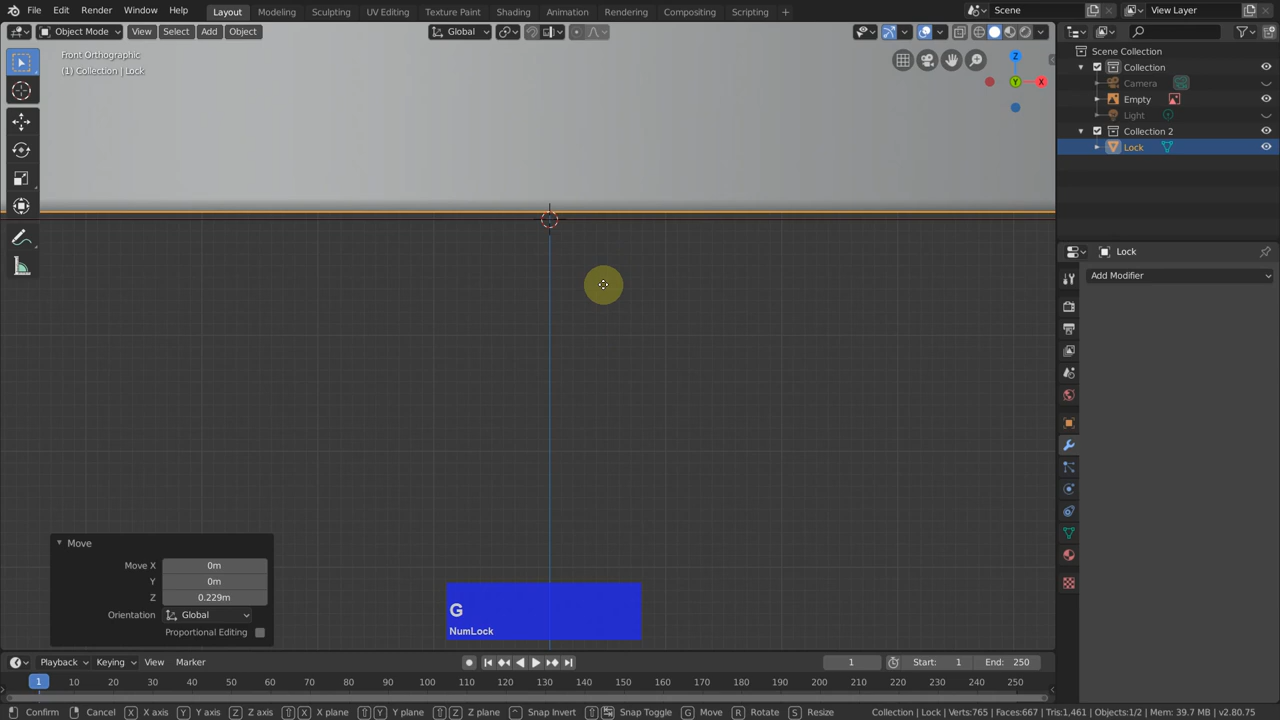 File Edit Render Window Help Layout Modeling Sculpting UV Editing Texture Paint Shading Animation Rendering Compositing Scripting + Scene View Layer
Object Mode View Select Add Object Global
Front Orthographic
(1) Collection | Lock
Z
Y
X
Scene Collection
Collection
Camera
Empty
Light
Collection 2
Lock
Lock
Add Modifier
Move
Move X 0m
Y 0m
Z 0.229m
Orientation Global
Proportional Editing
G
NumLock
Playback Keying View Marker 1 Start: 1 End: 250
1 10 20 30 40 50 60 70 80 90 100 110 120 130 140 150 160 170 180 190 200 210 220 230 240 250
Confirm Cancel X X axis Y Y axis Z Z axis X X plane Y Y plane Z Z plane Snap Invert Snap Toggle G Move R Rotate S Resize Collection | Lock | Verts:765 | Faces:667 | Tris:1,461 | Objects:1/2 | Mem: 39.7 MB | v2.80.75